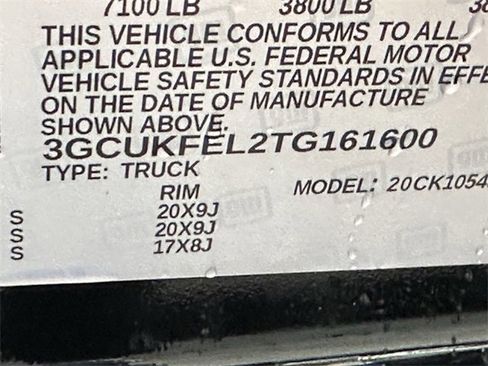 7100 LB 3800 LB 38
THIS VEHICLE CONFORMS TO ALL
APPLICABLE U.S. FEDERAL MOTOR
VEHICLE SAFETY STANDARDS IN EFFE
ON THE DATE OF MANUFACTURE
SHOWN ABOVE.
3GCUKFEL2TG161600
TYPE: TRUCK
RIM MODEL: 20CK1054
S 20X9J
S 20X9J
S 17X8J